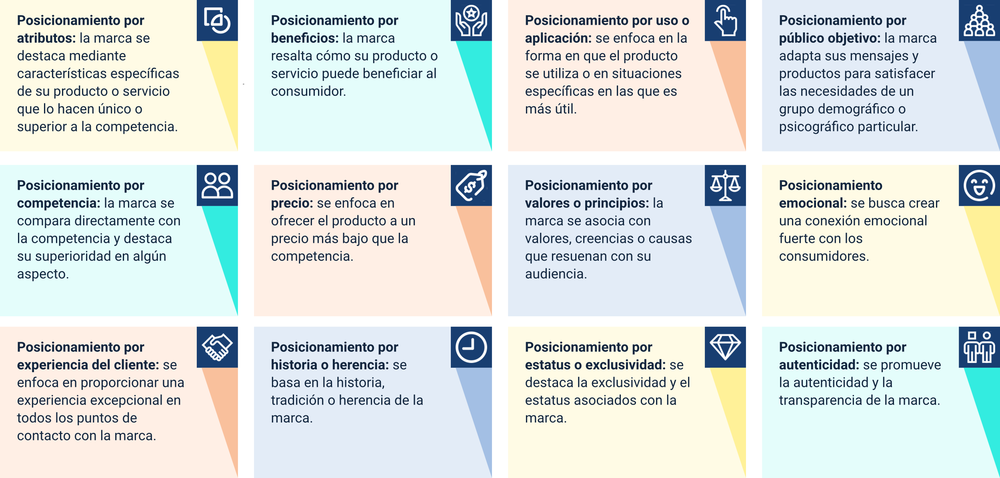 Posicionamiento por
atributos: la marca se
destaca mediante
características específicas
de su producto o servicio
que lo hacen único o
superior a la competencia.
Posicionamiento por
beneficios: la marca
resalta cómo su producto o
servicio puede beneficiar al
consumidor.
Posicionamiento por uso o
aplicación: se enfoca en la
forma en que el producto
se utiliza o en situaciones
específicas en las que es
más útil.
Posicionamiento por
público objetivo: la marca
adapta sus mensajes y
productos para satisfacer
las necesidades de un
grupo demográfico o
psicográfico particular.
Posicionamiento por
competencia: la marca se
compara directamente con
la competencia y destaca
su superioridad en algún
aspecto.
Posicionamiento por
precio: se enfoca en
ofrecer el producto a un
precio más bajo que la
competencia.
Posicionamiento por
valores o principios: la
marca se asocia con
valores, creencias o causas
que resuenan con su
audiencia.
Posicionamiento
emocional: se busca crear
una conexión emocional
fuerte con los
consumidores.
Posicionamiento por
experiencia del cliente: se
enfoca en proporcionar una
experiencia excepcional en
todos los puntos de
contacto con la marca.
Posicionamiento por
historia o herencia: se
basa en la historia,
tradición o herencia de la
marca.
Posicionamiento por
estatus o exclusividad: se
destaca la exclusividad y el
estatus asociados con la
marca.
Posicionamiento por
autenticidad: se promueve
la autenticidad y la
transparencia de la marca.